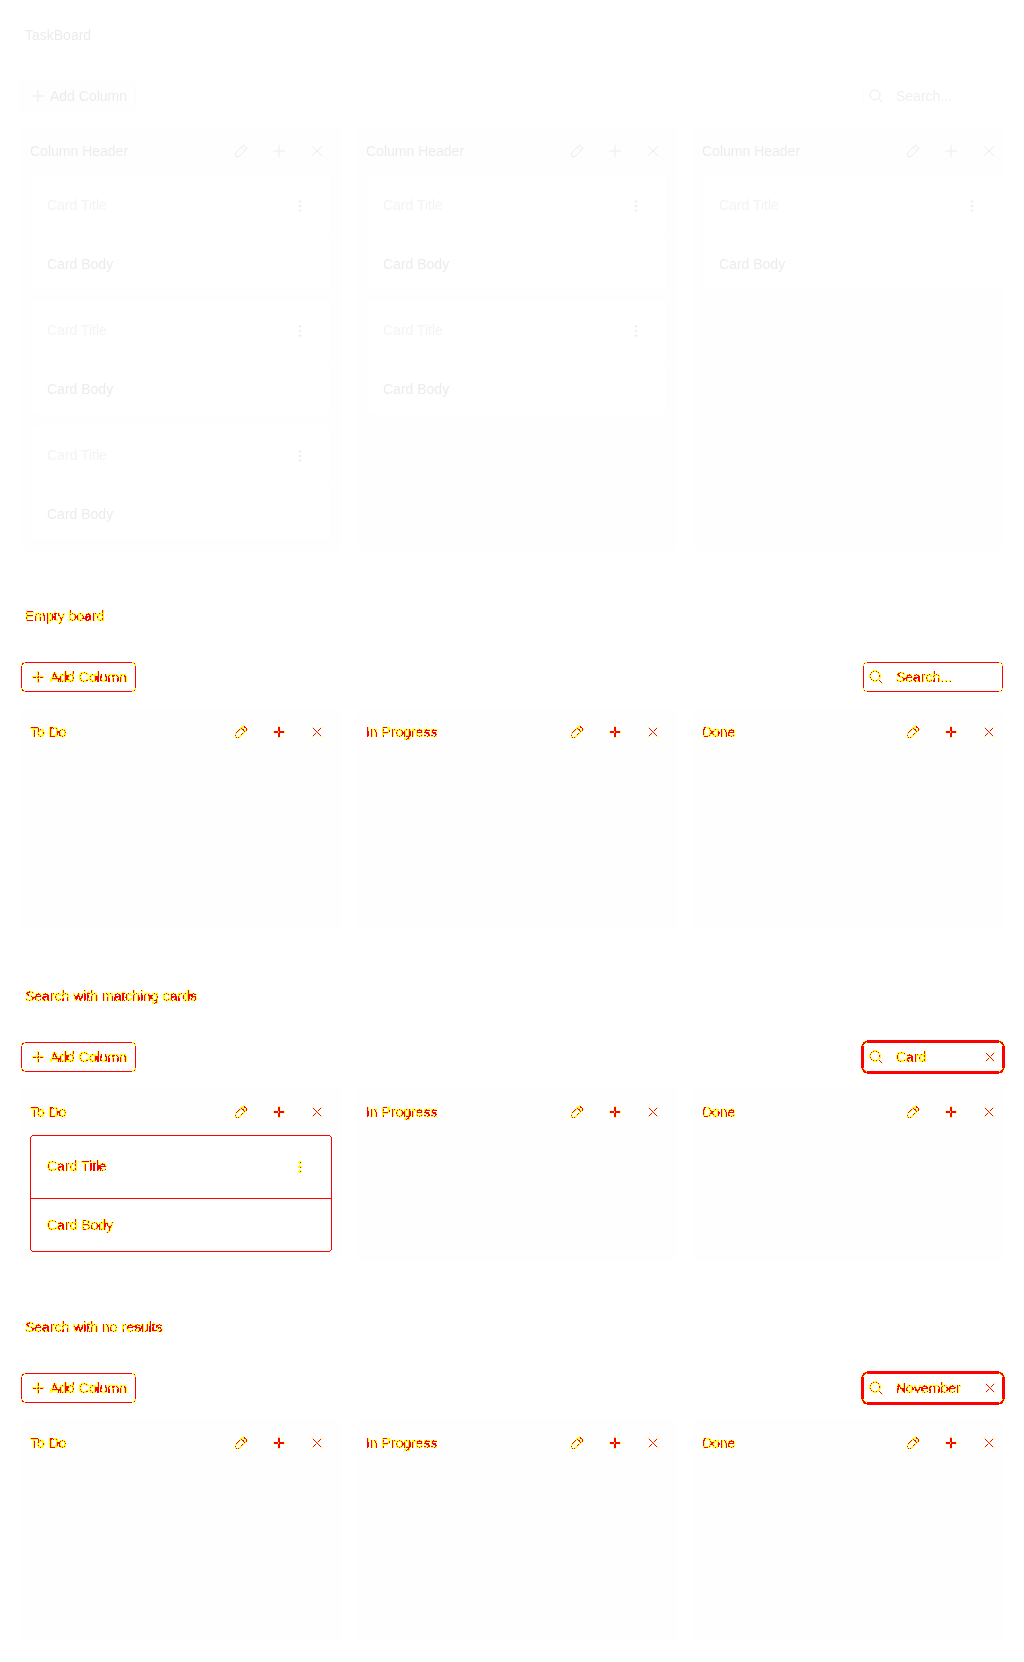 TaskBoard
Add Column
Search...
Column Header
Column Header
Column Header
Card Title
Card Title
Card Title
Card Body
Card Body
Card Body
Card Title
Card Title
Card Body
Card Body
Card Title
Card Body
Empty board
Add Column
Search...
To Do
In Progress
Done
Search with matching cards
Add Column
Card
To Do
In Progress
Done
Card Title
Card Body
Search with no results
Add Column
November
To Do
In Progress
Done